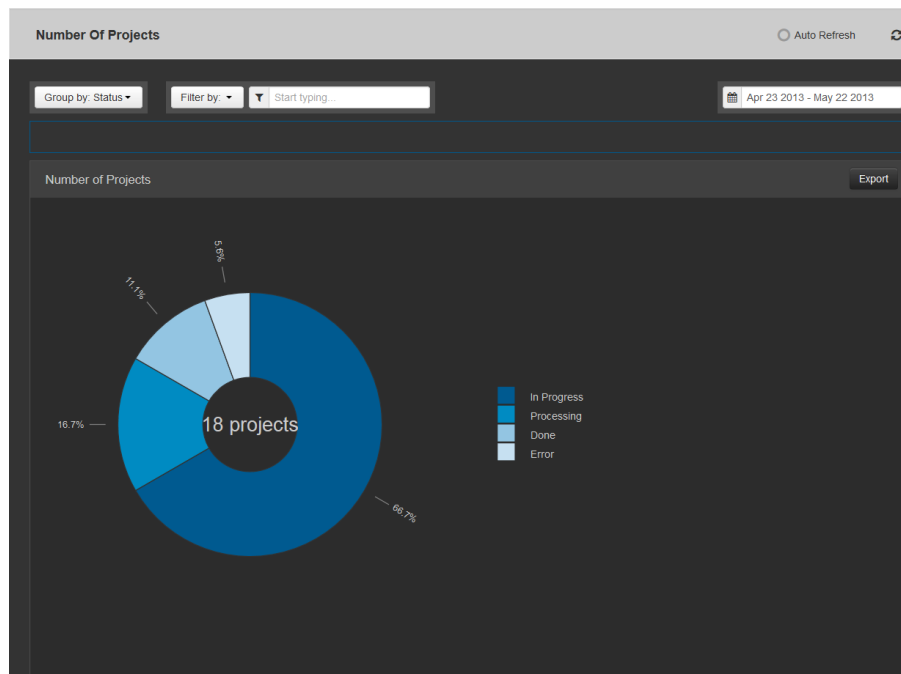 Number Of Projects
Auto Refresh
Group by: Status
Filter by:
Start typing...
Apr 23 2013 - May 22 2013
Number of Projects
Export
5.6%
11.1%
16.7%
18 projects
66.7%
In Progress
Processing
Done
Error